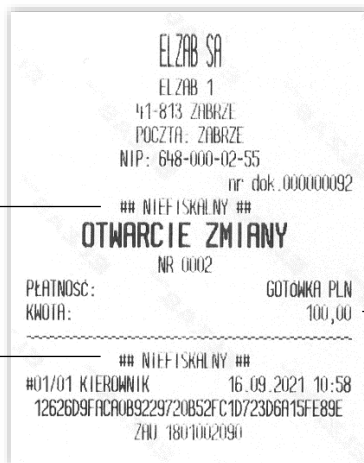 ELZAB SA
ELZAB 1
41-813 ZABRZE
POCZTA: ZABRZE
NIP: 648-000-02-55
nr dok.000000092
## NIEFISKALNY ##
OTWARCIE ZMIANY
NR 0002
PŁATNOŚĆ: GOTÓWKA PLN
KWOTA: 100,00
## NIEFISKALNY ##
#01/01 KIEROWNIK 16.09.2021 10:58
12626D9FACA0B9229720B52FC1D723D6A15FE89E
ZAU 1801002090